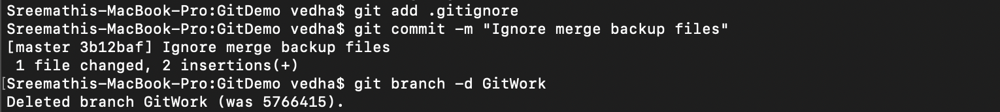 Sreemathis-MacBook-Pro:GitDemo vedha$ git add .gitignore
Sreemathis-MacBook-Pro:GitDemo vedha$ git commit -m "Ignore merge backup files"
[master 3b12baf] Ignore merge backup files
 1 file changed, 2 insertions(+)
[Sreemathis-MacBook-Pro:GitDemo vedha$ git branch -d GitWork
Deleted branch GitWork (was 5766415).